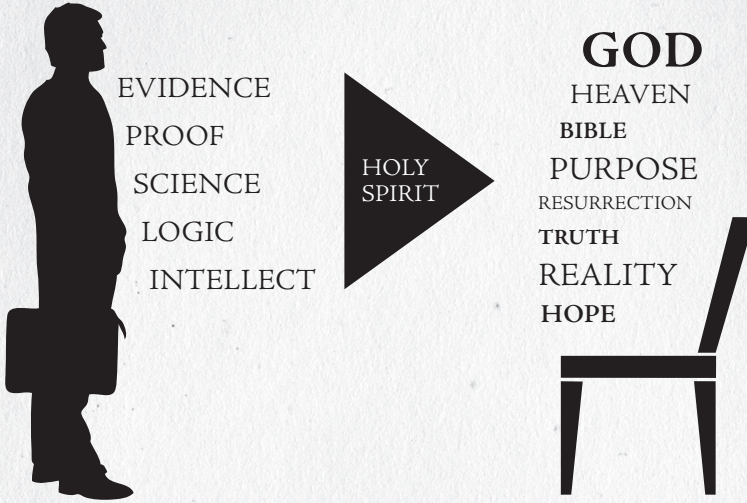 EVIDENCE
PROOF
SCIENCE
LOGIC
INTELLECT
HOLY
SPIRIT
GOD
HEAVEN
BIBLE
PURPOSE
RESURRECTION
TRUTH
REALITY
HOPE